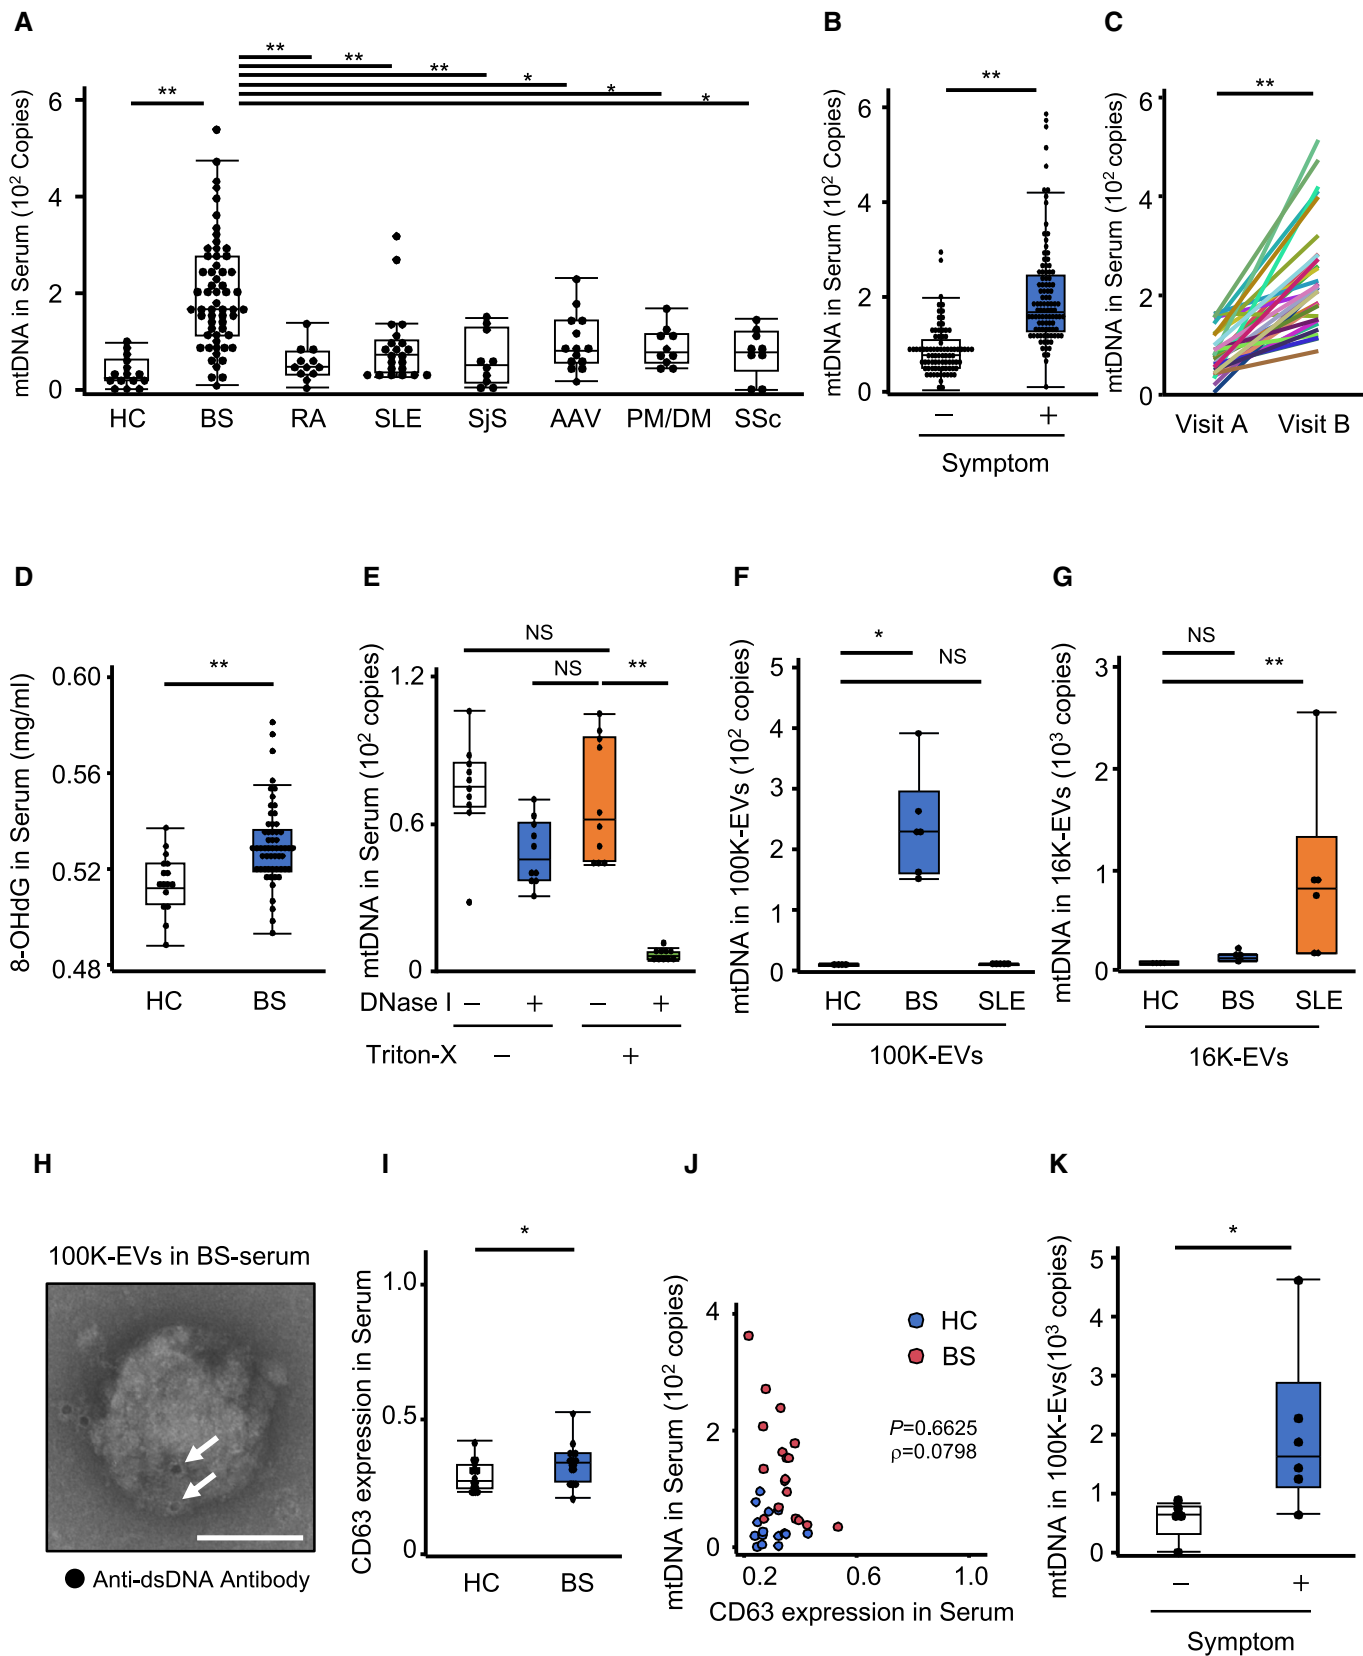 A
mtDNA in Serum (10² Copies)
6
4
2
0
**
**
**
**
*
*
*
HC BS RA SLE SjS AAV PM/DM SSc
B
mtDNA in Serum (10² Copies)
6
4
2
0
**
− +
Symptom
C
mtDNA in Serum (10² copies)
6
4
2
0
**
Visit A Visit B
D
8-OHdG in Serum (mg/ml)
0.60
0.56
0.52
0.48
**
HC BS
E
mtDNA in Serum (10² copies)
1.2
0.6
0
NS
NS **
DNase I − + − +
Triton-X − +
F
mtDNA in 100K-EVs (10² copies)
5
4
3
2
1
0
*
NS
HC BS SLE
100K-EVs
G
mtDNA in 16K-EVs (10³ copies)
3
2
1
0
NS
**
HC BS SLE
16K-EVs
H
100K-EVs in BS-serum
Anti-dsDNA Antibody
I
CD63 expression in Serum
1.0
0.5
0
*
HC BS
J
mtDNA in Serum (10² copies)
4
2
0
HC
BS
P=0.6625
ρ=0.0798
0.2 0.6 1.0
CD63 expression in Serum
K
mtDNA in 100K-Evs(10³ copies)
5
4
3
2
1
0
*
− +
Symptom